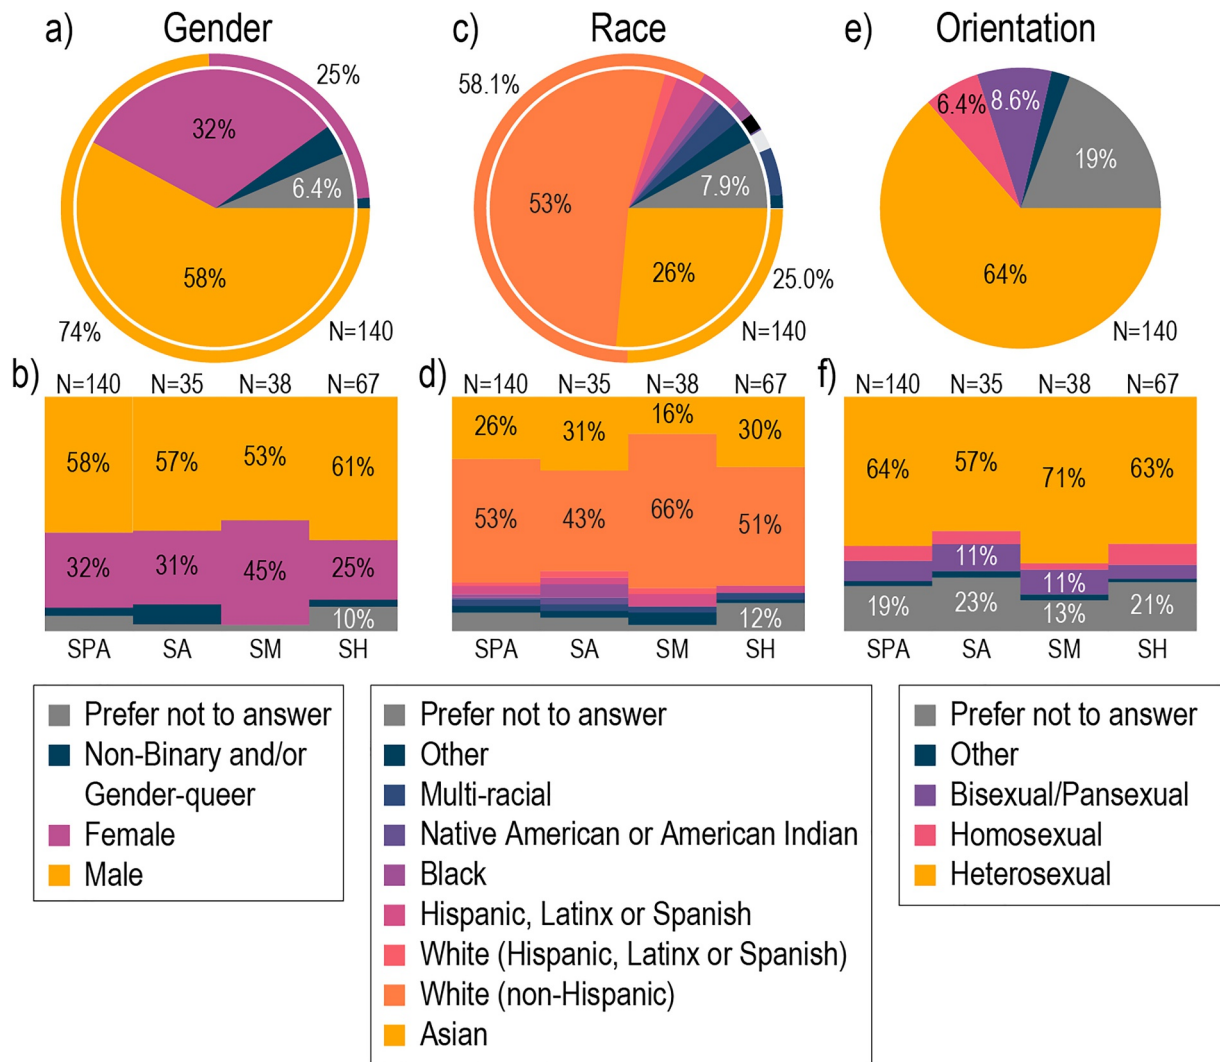 a) Gender
25%
32%
6.4%
58%
74%
N=140
c) Race
58.1%
53%
7.9%
26%
25.0%
N=140
e) Orientation
6.4%
8.6%
19%
64%
N=140
b)
N=140 N=35 N=38 N=67
58% 57% 53% 61%
32% 31% 45% 25%
10%
SPA SA SM SH
d)
N=140 N=35 N=38 N=67
26% 31% 16% 30%
53% 43% 66% 51%
12%
SPA SA SM SH
f)
N=140 N=35 N=38 N=67
64% 57% 71% 63%
11% 11%
19% 23% 13% 21%
SPA SA SM SH
Prefer not to answer
Non-Binary and/or
Gender-queer
Female
Male
Prefer not to answer
Other
Multi-racial
Native American or American Indian
Black
Hispanic, Latinx or Spanish
White (Hispanic, Latinx or Spanish)
White (non-Hispanic)
Asian
Prefer not to answer
Other
Bisexual/Pansexual
Homosexual
Heterosexual